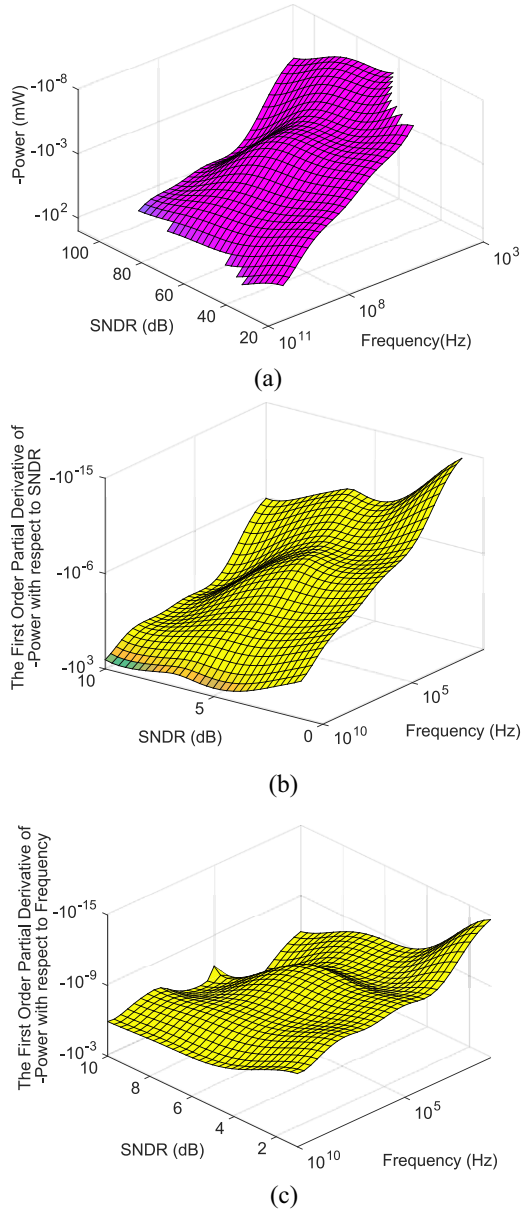 -Power (mW)
-10^-8
-10^-3
-10^2
100
80
60
40
20
SNDR (dB)
10^11
10^8
10^3
Frequency(Hz)
(a)
The First Order Partial Derivative of
-Power with respect to SNDR
-10^-15
-10^-6
-10^3
10
5
0
SNDR (dB)
10^10
10^5
Frequency (Hz)
(b)
The First Order Partial Derivative of
-Power with respect to Frequency
-10^-15
-10^-9
-10^-3
10
8
6
4
2
SNDR (dB)
10^10
10^5
Frequency (Hz)
(c)